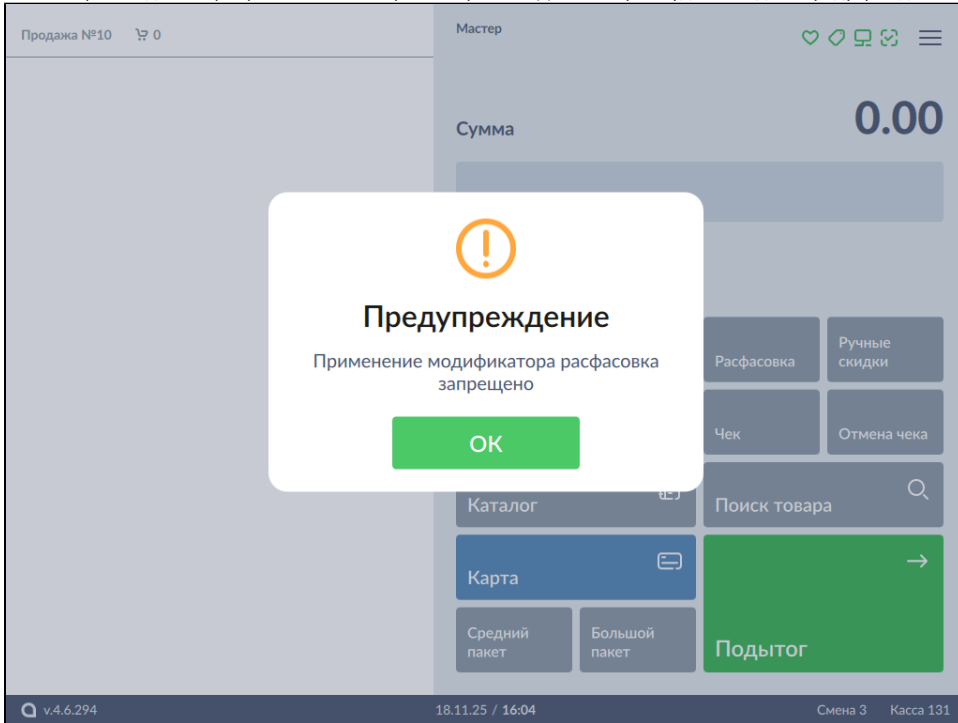 Продажа №10 0
Мастер
Сумма
0.00
Предупреждение
Применение модификатора расфасовка
запрещено
ОК
Расфасовка
Ручные
скидки
Чек
Отмена чека
Каталог
Поиск товара
Карта
Средний
пакет
Большой
пакет
Подытог
v.4.6.294
18.11.25 / 16:04
Смена 3
Касса 131